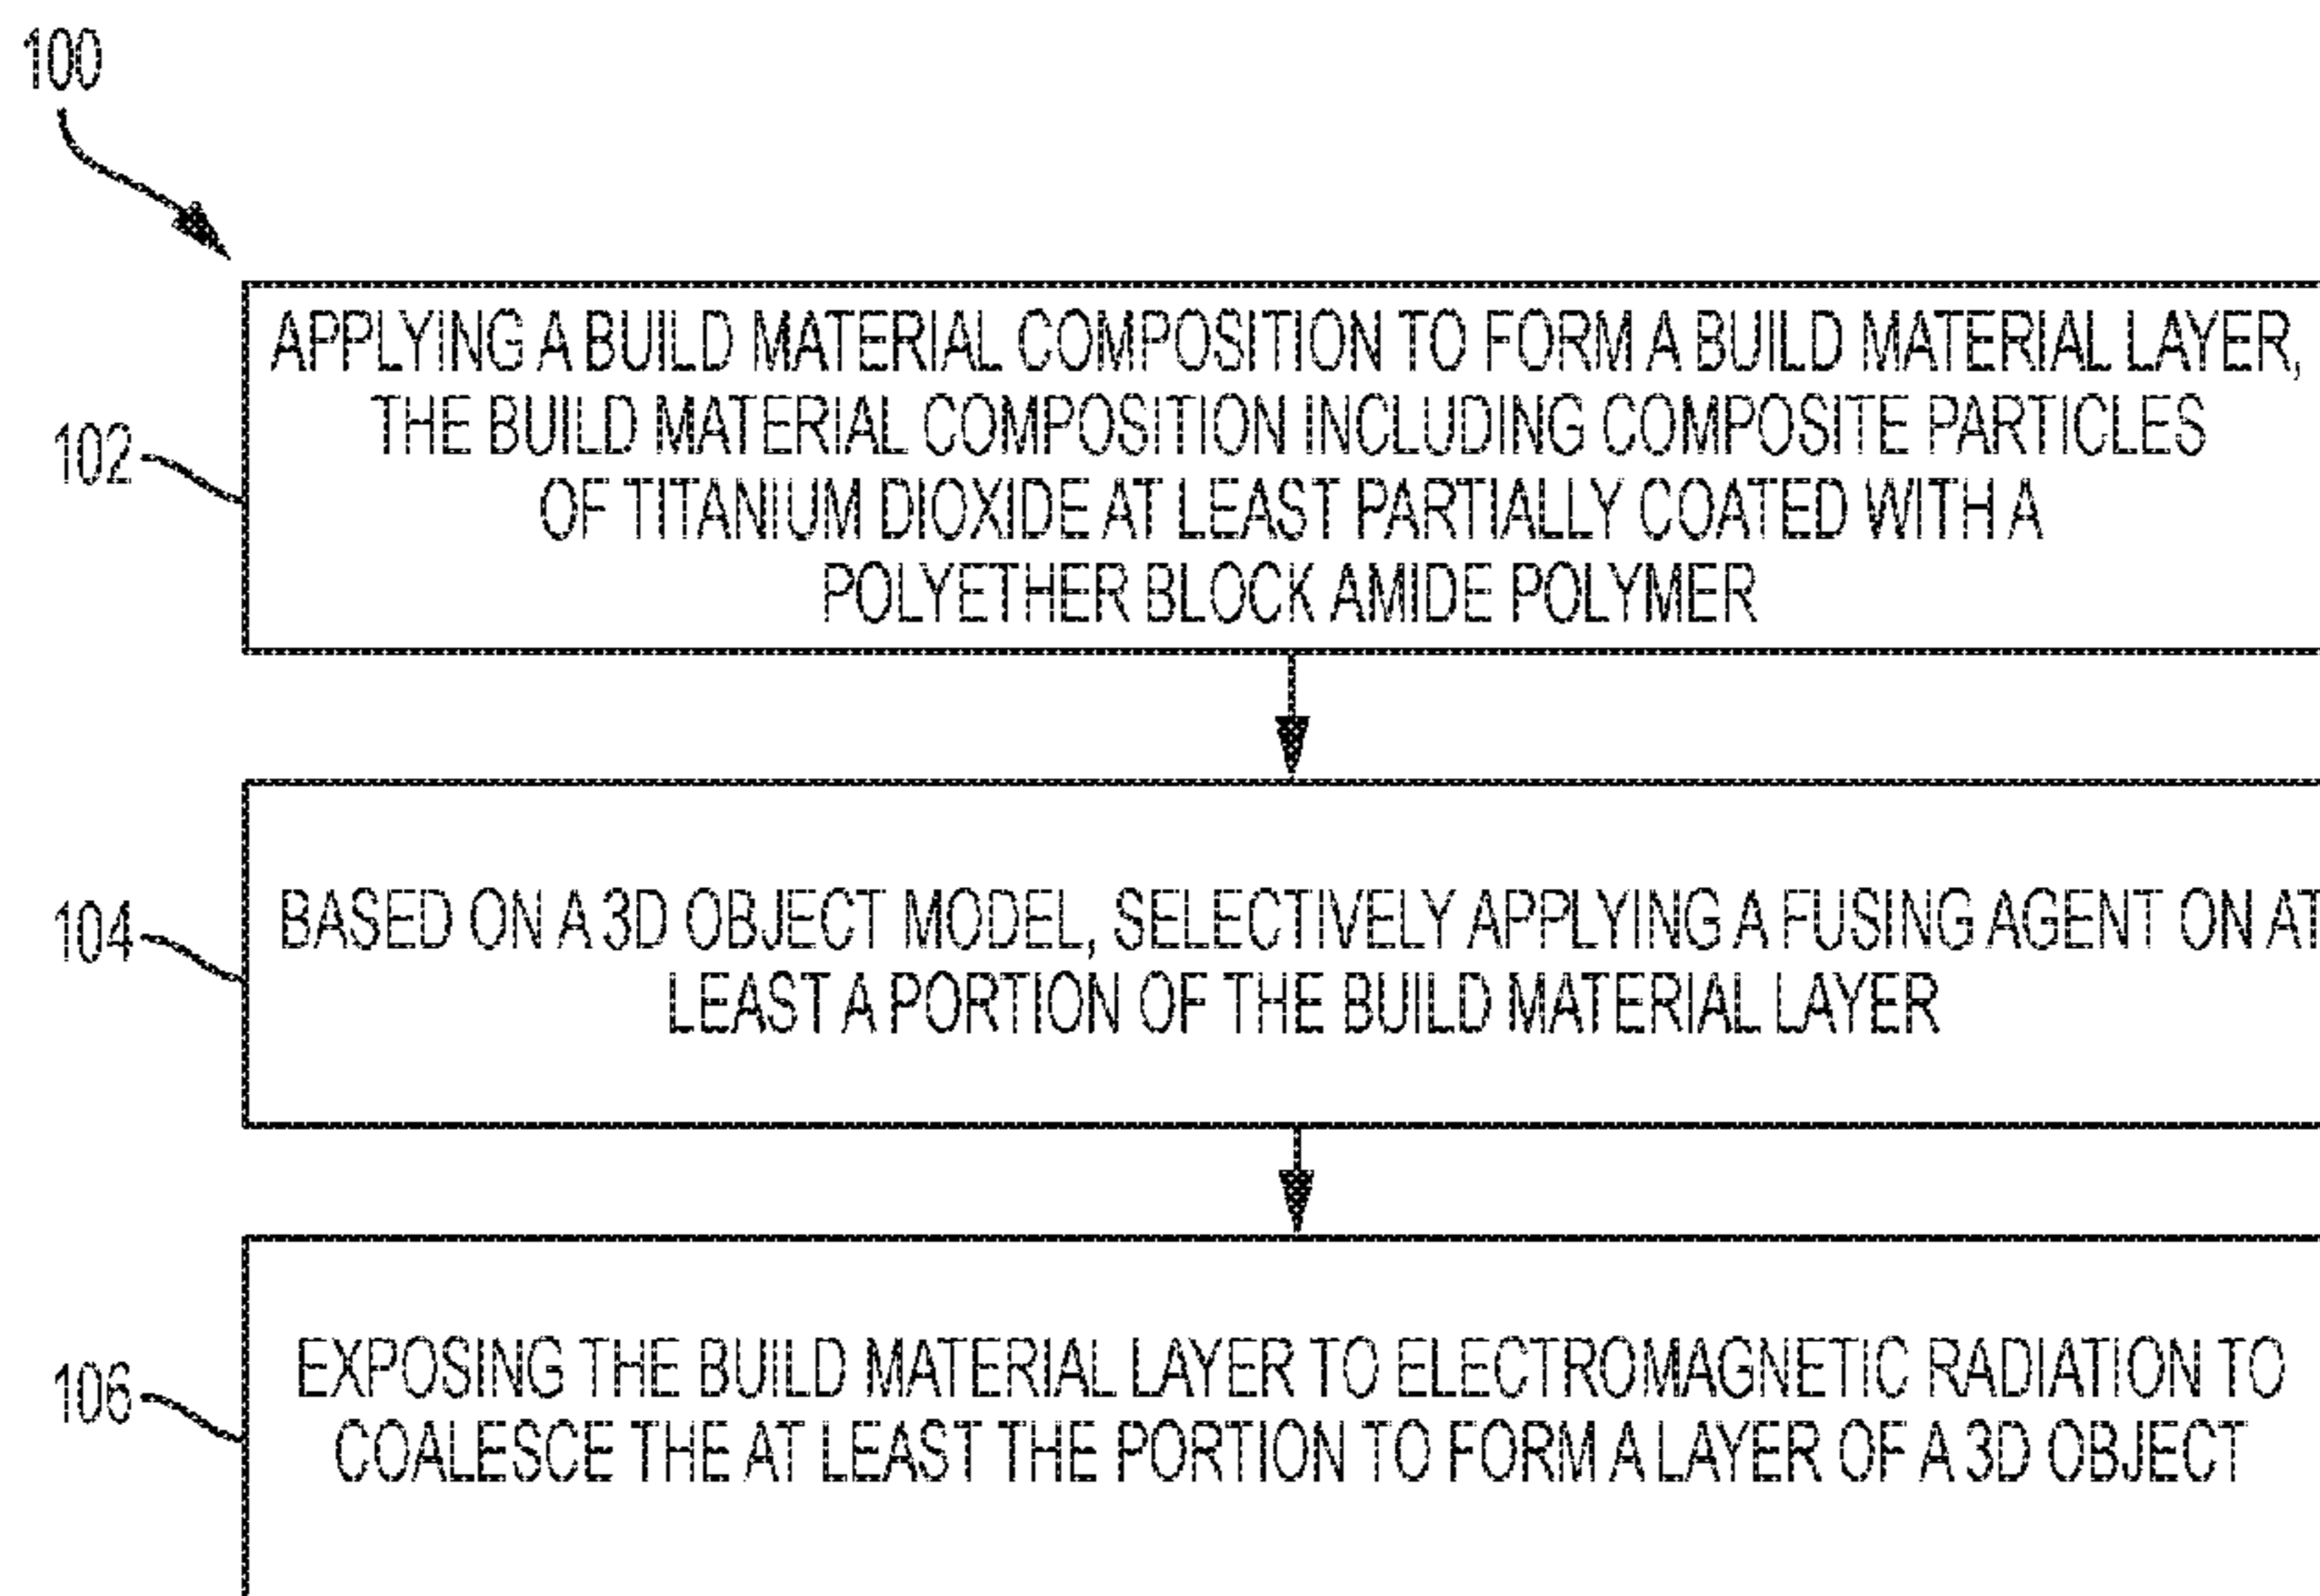 100
APPLYING A BUILD MATERIAL COMPOSITION TO FORM A BUILD MATERIAL LAYER,
THE BUILD MATERIAL COMPOSITION INCLUDING COMPOSITE PARTICLES
102
OF TITANIUM DIOXIDE AT LEAST PARTIALLY COATED WITH A
POLYETHER BLOCK AMIDE POLYMER
104
BASED ON A 3D OBJECT MODEL, SELECTIVELY APPLYING A FUSING AGENT ON AT
LEAST A PORTION OF THE BUILD MATERIAL LAYER
106
EXPOSING THE BUILD MATERIAL LAYER TO ELECTROMAGNETIC RADIATION TO
COALESCE THE AT LEAST THE PORTION TO FORM A LAYER OF A 3D OBJECT